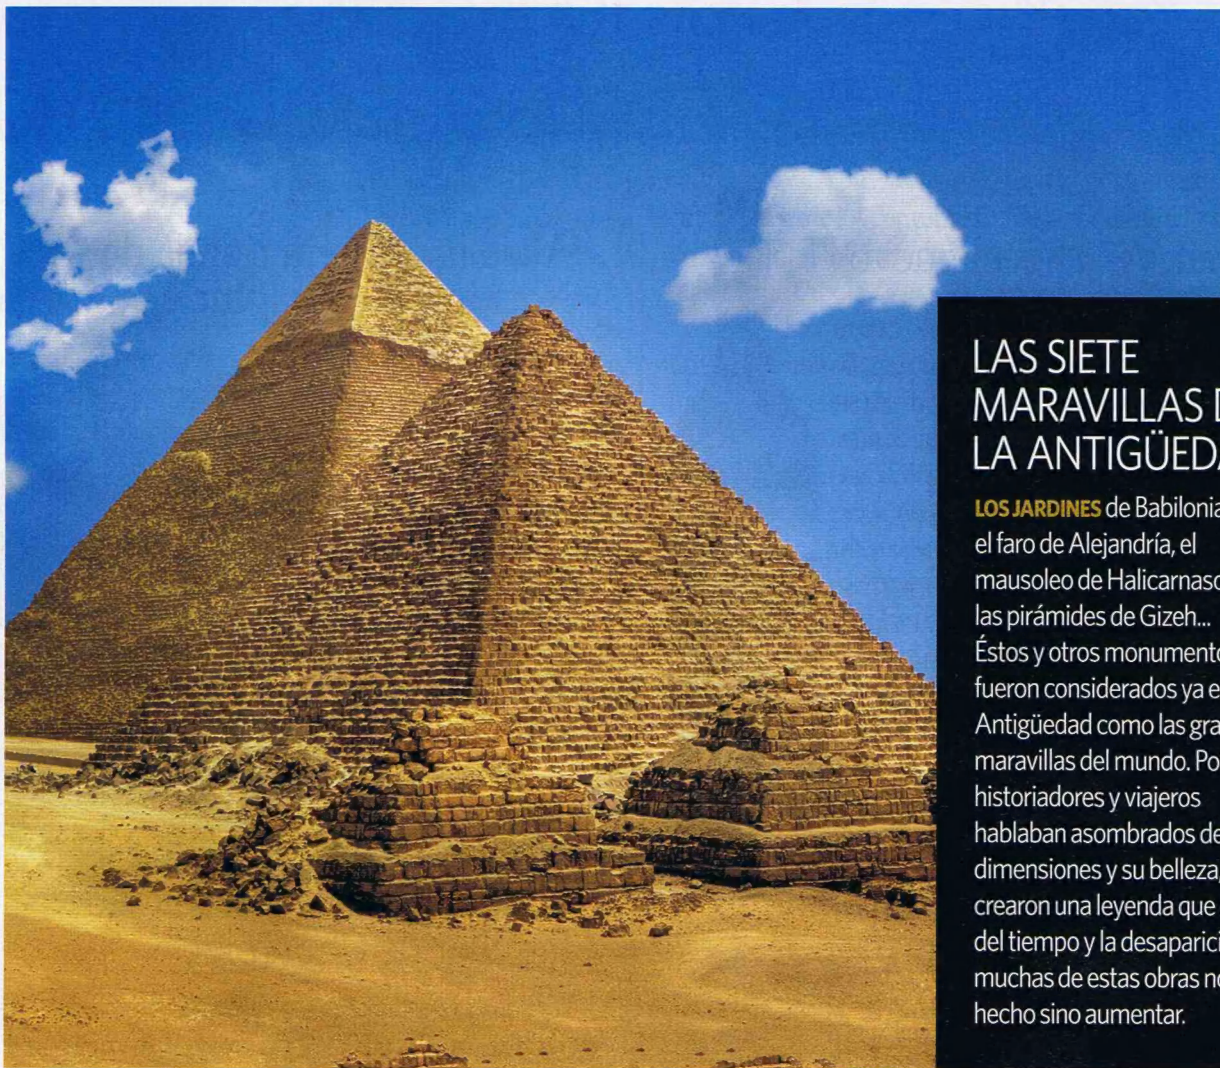 LAS SIETE
MARAVILLAS
LA ANTIGÜEDA
LOS JARDINES de Babilonia
el faro de Alejandría, el
mausoleo de Halicarnaso
las pirámides de Gizeh...
Éstos y otros monumento
fueron considerados ya e
Antigüedad como las gra
maravillas del mundo. Po
historiadores y viajeros
hablaban asombrados de
dimensiones y su belleza,
crearon una leyenda que
del tiempo y la desaparici
muchas de estas obras no
hecho sino aumentar.